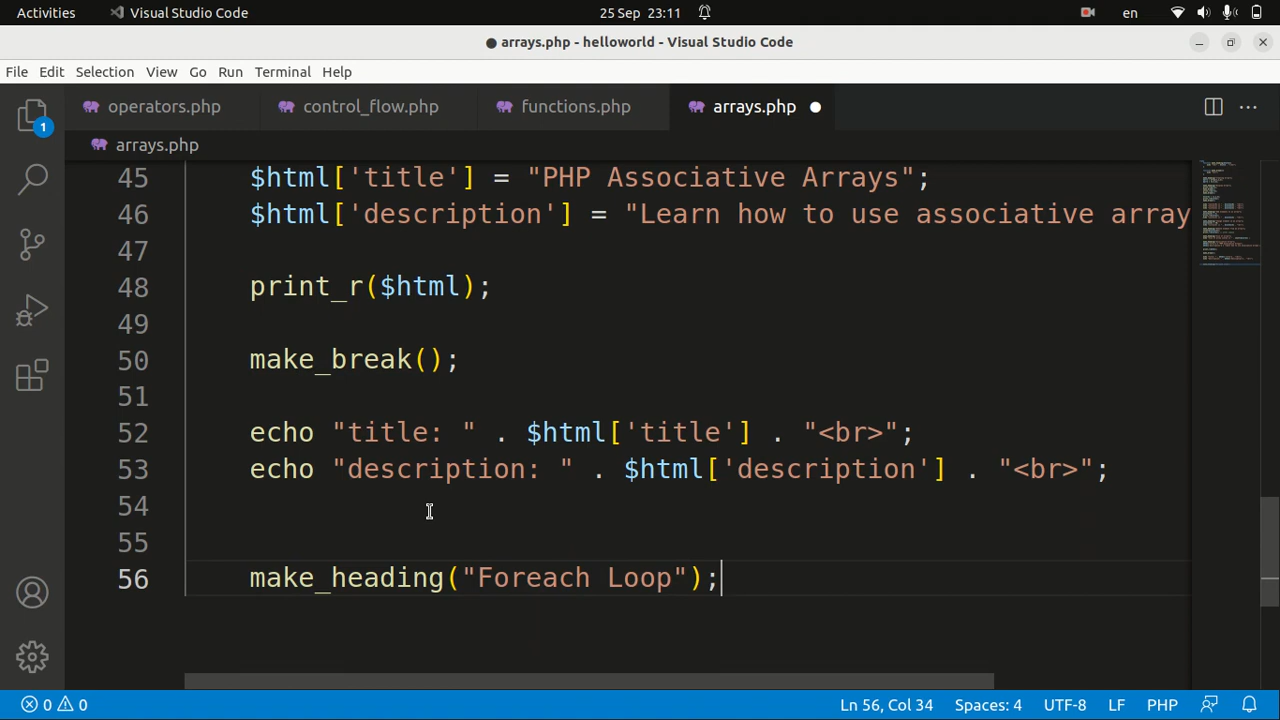 Activities Visual Studio Code 25 Sep 23:11 en
● arrays.php - helloworld - Visual Studio Code
File Edit Selection View Go Run Terminal Help
operators.php control_flow.php functions.php arrays.php
1
arrays.php
45 $html['title'] = "PHP Associative Arrays";
46 $html['description'] = "Learn how to use associative array
47
48 print_r($html);
49
50 make_break();
51
52 echo "title: " . $html['title'] . "<br>";
53 echo "description: " . $html['description'] . "<br>";
54
55
56 make_heading("Foreach Loop");
0 0 Ln 56, Col 34 Spaces: 4 UTF-8 LF PHP